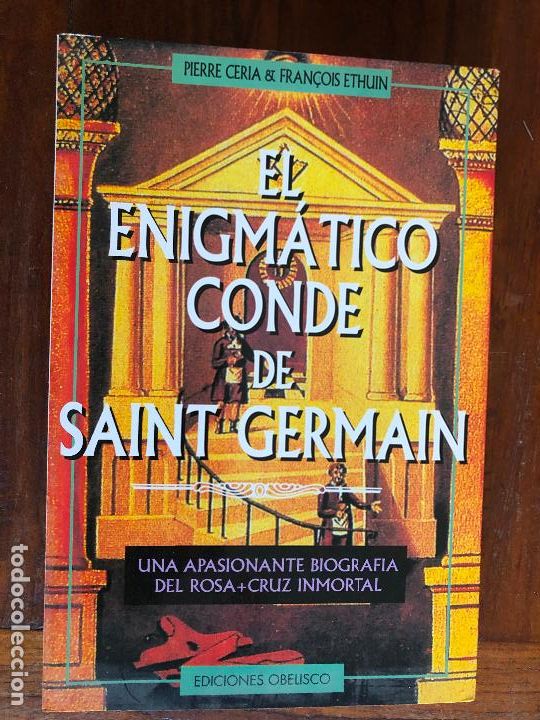 PIERRE CERIA & FRANÇOIS ETHUIN
EL
ENIGMÁTICO
CONDE
DE
SAINT GERMAIN
UNA APASIONANTE BIOGRAFIA
DEL ROSA+CRUZ INMORTAL
EDICIONES OBELISCO
todocoleccion